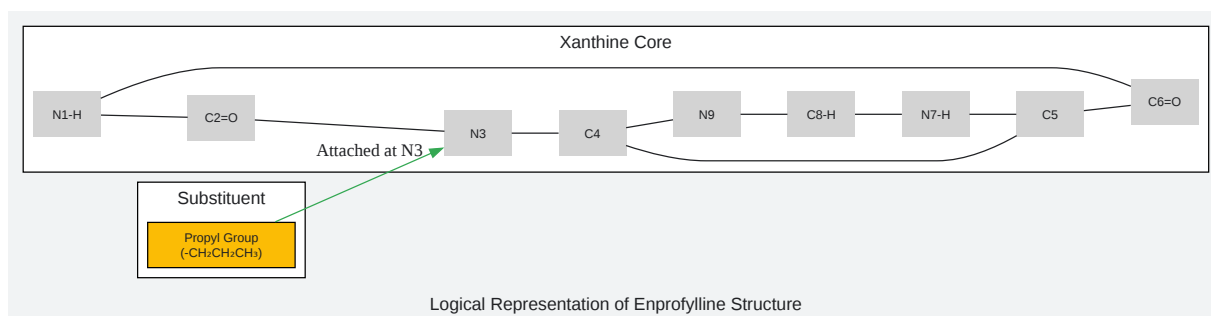 Xanthine Core
N1-H
C2=O
N3
C4
N9
C8-H
N7-H
C5
C6=O
Attached at N3
Substituent
Propyl Group
(-CH₂CH₂CH₃)
Logical Representation of Enprofylline Structure